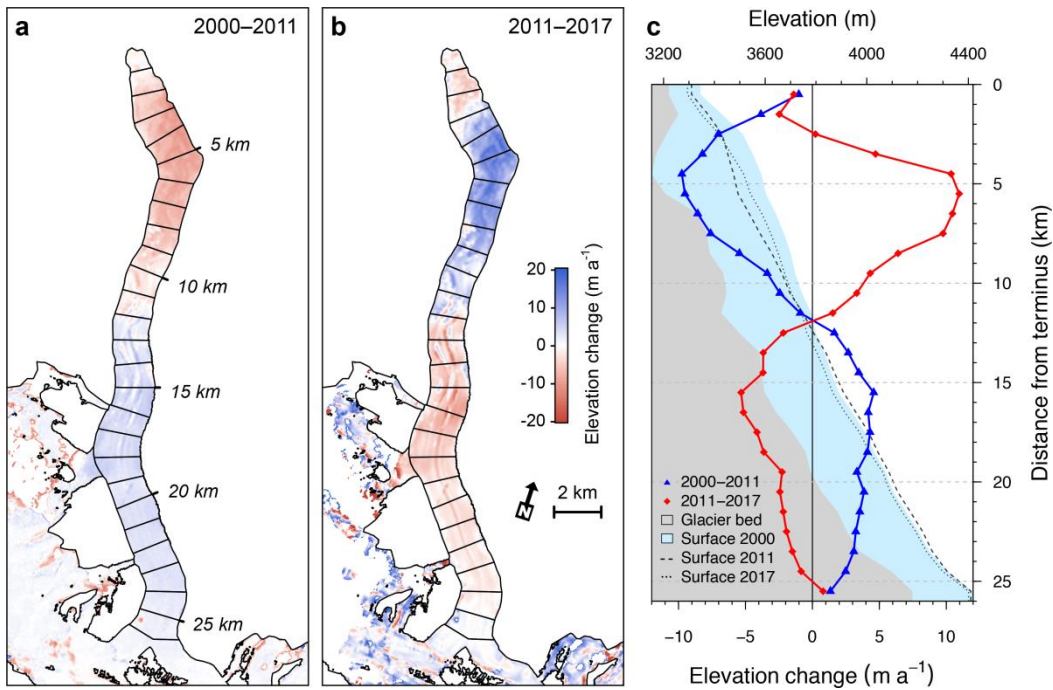 a
2000–2011
5 km
10 km
15 km
20 km
25 km
b
2011–2017
20
10
0
-10
-20
Elevation change (m a⁻¹)
N
2 km
c
Elevation (m)
3200 3600 4000 4400
0
5
10
15
20
25
Distance from terminus (km)
2000–2011
2011–2017
Glacier bed
Surface 2000
Surface 2011
Surface 2017
−10 −5 0 5 10
Elevation change (m a⁻¹)